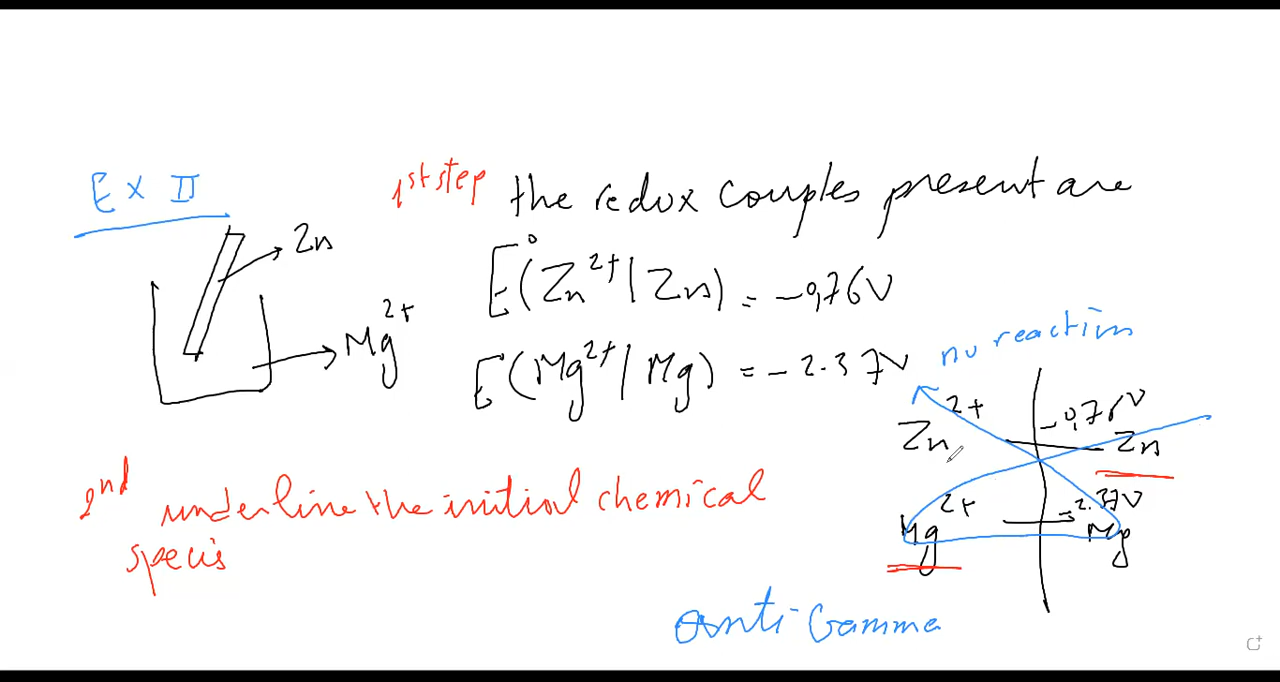 Ex II
1st step the redox couples present are
Zn
E°(Zn²⁺/Zn) = -0,76V
Mg²⁺
E(Mg²⁺/Mg) = -2.37V
no reaction
-0,76V
Zn²⁺ Zn
-2.37V
Mg²⁺ Mg
2nd underline the initial chemical
specis
anti Gamma